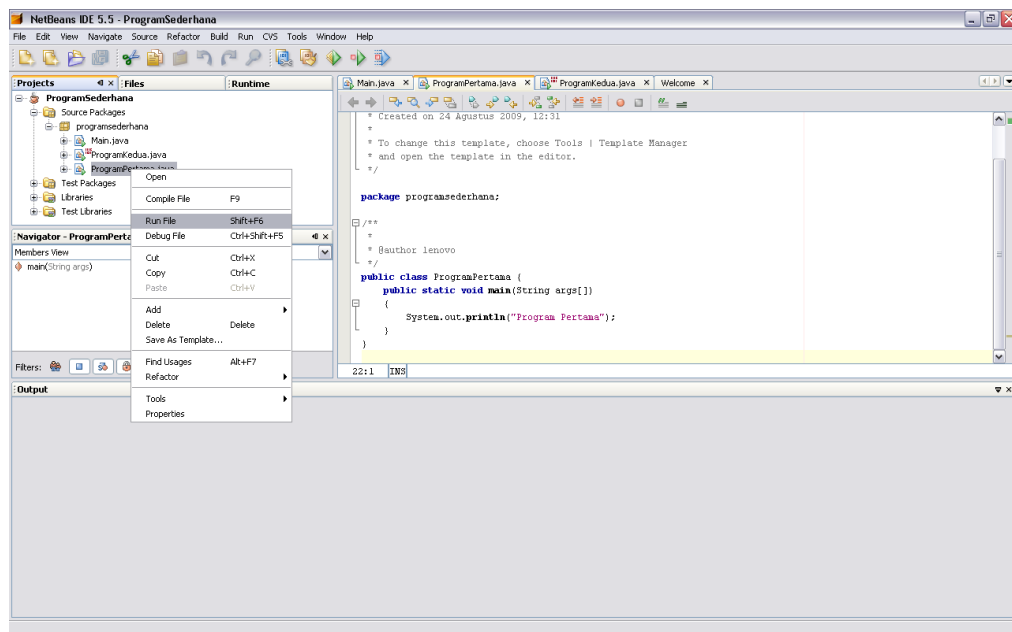 NetBeans IDE 5.5 - ProgramSederhana
File Edit View Navigate Source Refactor Build Run CVS Tools Window Help
Projects
Files
Runtime
ProgramSederhana
Source Packages
programsederhana
Main.java
ProgramKedua.java
ProgramPertama.java
Test Packages
Libraries
Test Libraries
Navigator - ProgramPerta
Members View
main(String args)
Filters:
Open
Compile File F9
Run File Shift+F6
Debug File Ctrl+Shift+F5
Cut Ctrl+X
Copy Ctrl+C
Paste Ctrl+V
Add
Delete Delete
Save As Template...
Find Usages Alt+F7
Refactor
Tools
Properties
Main.java ProgramPertama.java ProgramKedua.java Welcome
* Created on 24 Agustus 2009, 12:31
*
* To change this template, choose Tools | Template Manager
* and open the template in the editor.
*/
package programsederhana;
/**
*
* @author lenovo
*/
public class ProgramPertama {
public static void main(String args[])
{
System.out.println("Program Pertama");
}
}
22:1 INS
Output